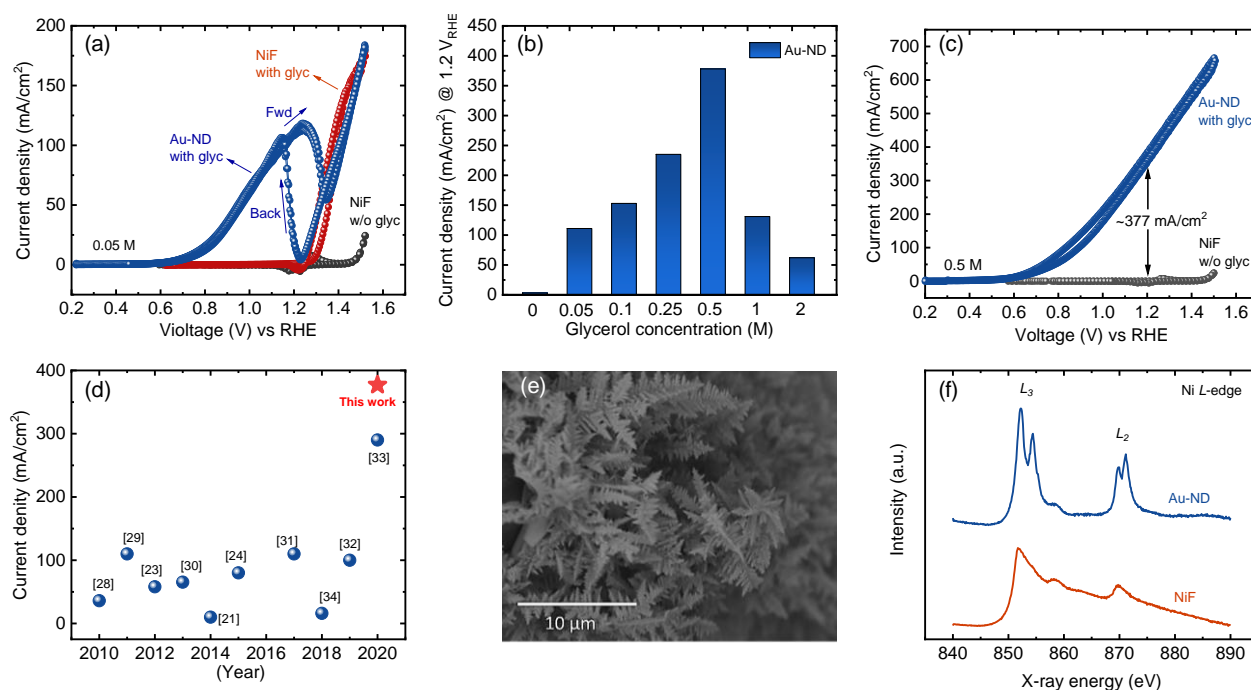 (a)
200
150
100
50
0
0.2 0.4 0.6 0.8 1.0 1.2 1.4 1.6
Current density (mA/cm²)
Violtage (V) vs RHE
NiF
with glyc
Fwd
Au-ND
with glyc
Back
NiF
w/o glyc
0.05 M
(b)
450
400
350
300
250
200
150
100
50
0
0 0.05 0.1 0.25 0.5 1 2
Current density (mA/cm²) @ 1.2 V_RHE
Glycerol concentration (M)
Au-ND
(c)
700
600
500
400
300
200
100
0
0.2 0.4 0.6 0.8 1.0 1.2 1.4 1.6
Current density (mA/cm²)
Voltage (V) vs RHE
Au-ND
with glyc
~377 mA/cm²
NiF
w/o glyc
0.5 M
(d)
400
300
200
100
0
2010 2012 2014 2016 2018 2020
Current denity (mA/cm²)
(Year)
This work
[33]
[29]
[31]
[32]
[23]
[30]
[24]
[28]
[21]
[34]
(e)
10 µm
(f)
Ni L-edge
L₃
L₂
Au-ND
NiF
Intensity (a.u.)
840 850 860 870 880 890
X-ray energy (eV)